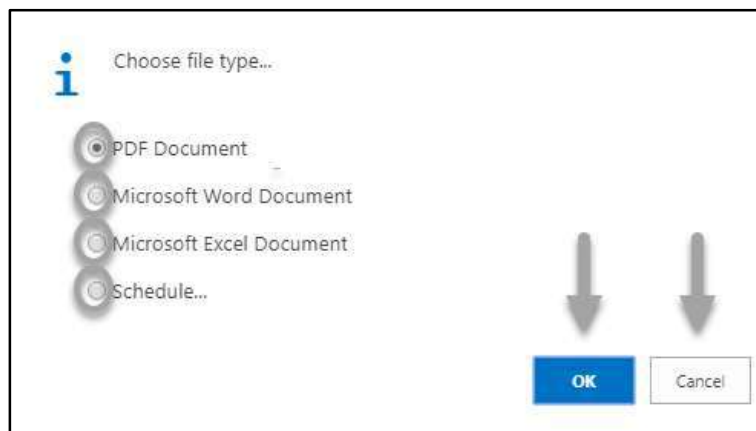 Choose file type...
PDF Document
Microsoft Word Document
Microsoft Excel Document
Schedule...
OK
Cancel